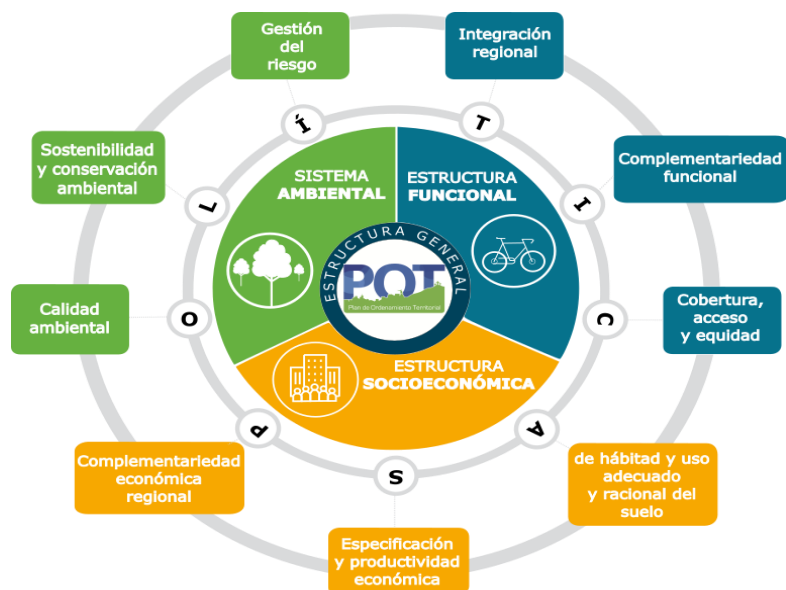 Gestión
del
riesgo
Integración
regional
Sostenibilidad
y conservación
ambiental
Complementariedad
funcional
Calidad
ambiental
Cobertura,
acceso
y equidad
Complementariedad
económica
regional
de hábitad y uso
adecuado
y racional del
suelo
Especificación
y productividad
económica
P
O
L
Í
T
I
C
A
S
SISTEMA
AMBIENTAL
ESTRUCTURA
FUNCIONAL
ESTRUCTURA
SOCIOECONÓMICA
ESTRUCTURA GENERAL
POT
Plan de Ordenamiento Territorial